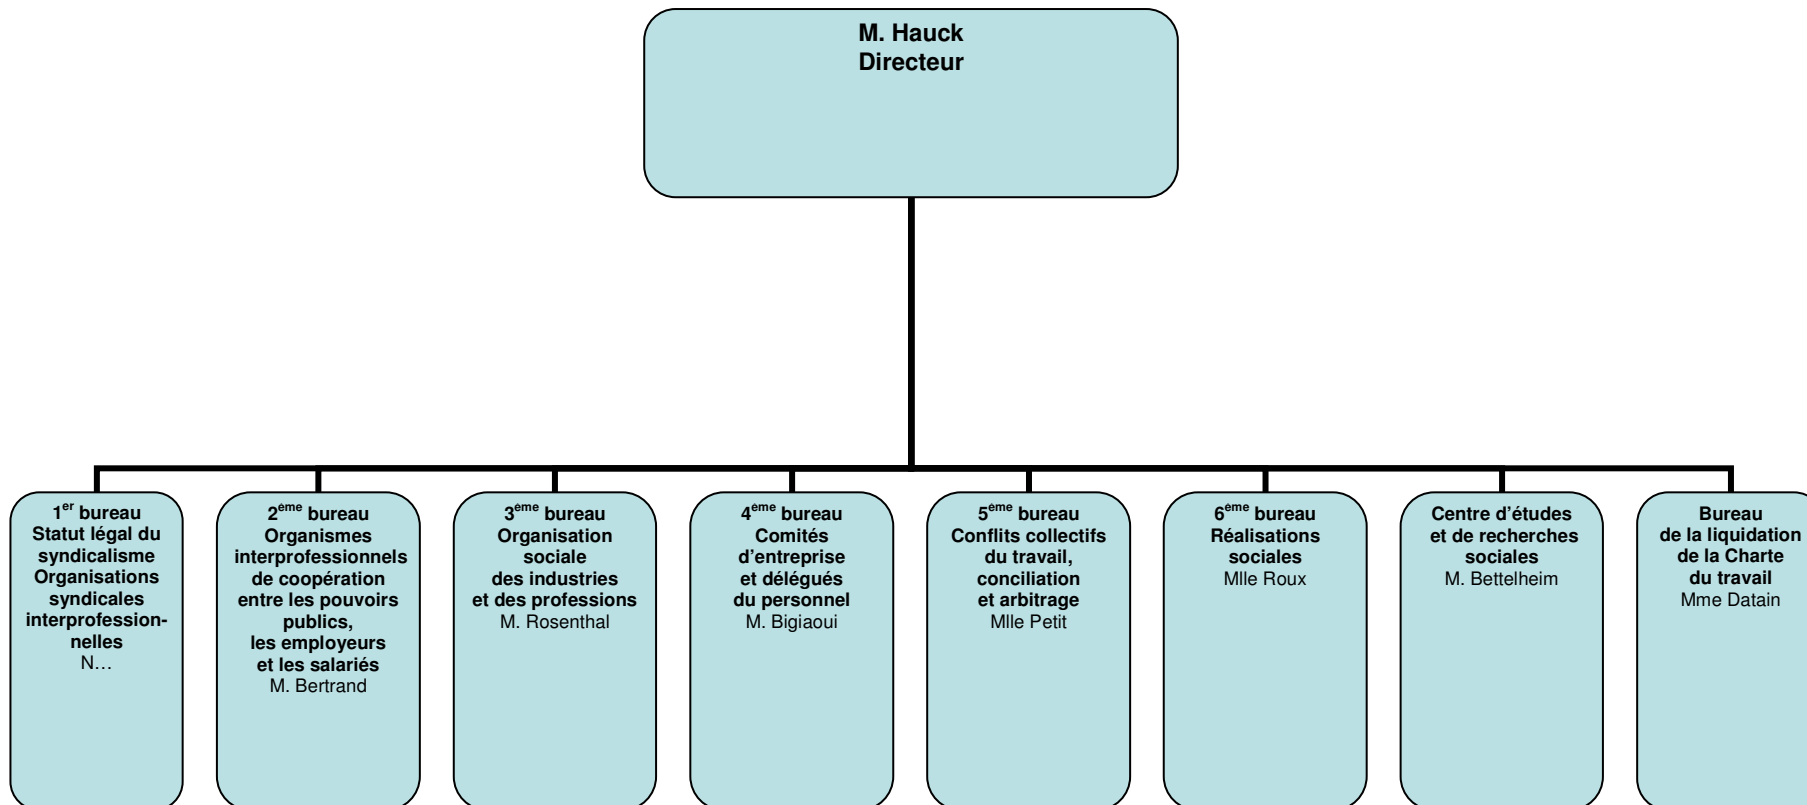 M. Hauck
Directeur
1er bureau
Statut légal du
syndicalisme
Organisations
syndicales
interprofession-
nelles
N…
2ème bureau
Organismes
interprofessionnels
de coopération
entre les pouvoirs
publics,
les employeurs
et les salariés
M. Bertrand
3ème bureau
Organisation
sociale
des industries
et des professions
M. Rosenthal
4ème bureau
Comités
d'entreprise
et délégués
du personnel
M. Bigiaoui
5ème bureau
Conflits collectifs
du travail,
conciliation
et arbitrage
Mlle Petit
6ème bureau
Réalisations
sociales
Mlle Roux
Centre d'études
et de recherches
sociales
M. Bettelheim
Bureau
de la liquidation
de la Charte
du travail
Mme Datain